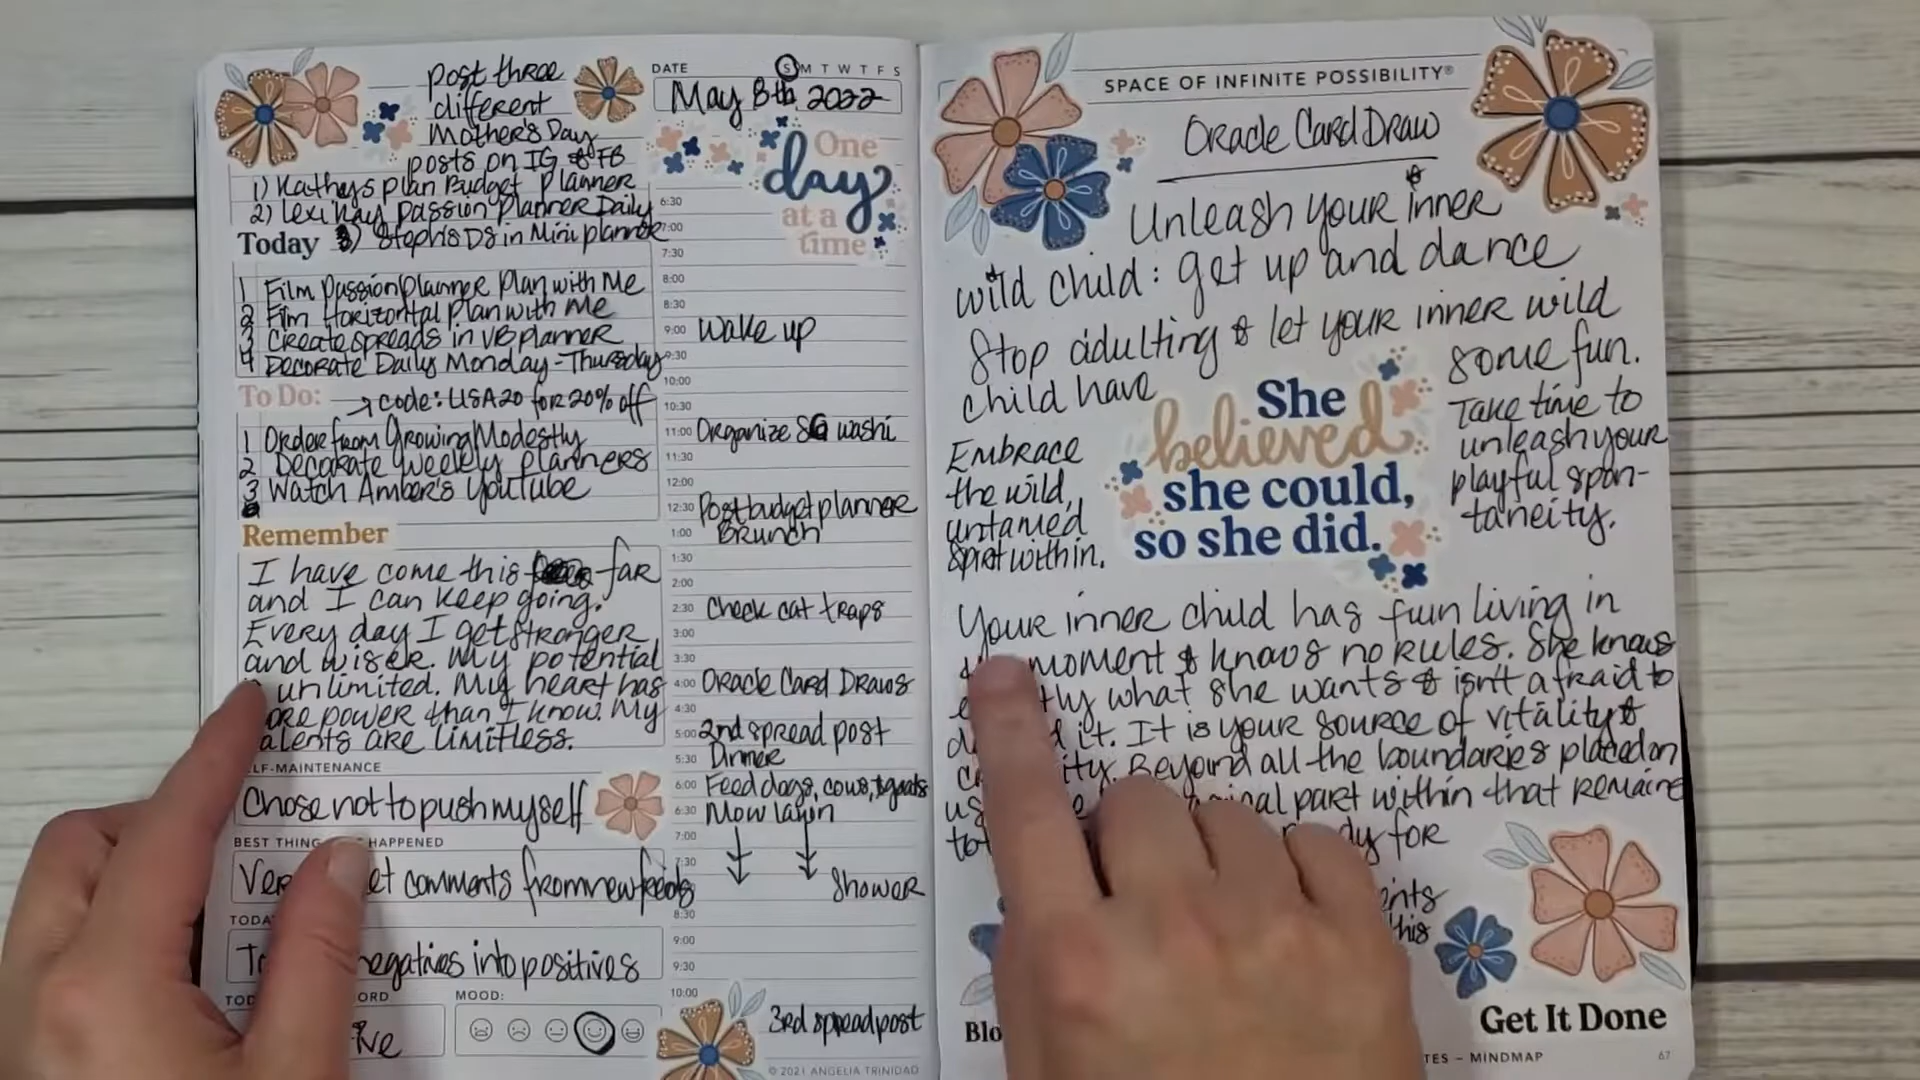 post three
different
Mother's Day
posts on IG & FB
1) Kathy's plan Budget Planner
2) Lexi Kay Passion Planner Daily
3) Steph's DS in Mini planner
Today
1 Film Passion Planner Plan with Me
2 Film Horizontal Plan with Me
3 Create spreads in VB planner
4 Decorate Daily Monday-Thursday
To Do:
→ code: USA20 for 20% off
1 Order from Growing Modestly
2 Decorate weekly planners
3 Watch Amber's YouTube
Remember
I have come this far
and I can keep going.
Every day I get stronger
and wiser. My potential
unlimited. My heart has
power than I know. My
are limitless.
LF-MAINTENANCE
Chose not to push myself
BEST THING HAPPENED
comments from new feeds
TODA
negatives into positives
TOD ORD
MOOD:
DATE
S M T W T F S
May 8th, 2022
One
day
at a
time
6:30
7:00
7:30
8:00
8:30
9:00 Wake up
9:30
10:00
10:30
11:00 Organize SG washi
11:30
12:00
12:30 Post budget planner
1:00 Brunch
1:30
2:00
2:30 Check cat traps
3:00
3:30
4:00 Oracle Card Draws
4:30
5:00 2nd spread post
5:30 Dinner
6:00 Feed dogs, cows, & goats
6:30 Mow lawn
7:00
7:30
Shower
8:30
9:00
9:30
10:00
3rd spread post
© 2021 ANGELIA TRINIDAD
SPACE OF INFINITE POSSIBILITY®
Oracle Card Draw
Unleash your inner
wild child: get up and dance
Stop adulting & let your inner wild
child have
some fun.
Embrace
the wild,
untamed
spirit within.
She
believed
she could,
so she did.
Take time to
unleash your
playful spon-
taneity.
Your inner child has fun living in
moment & knows no rules. She knows
what she wants & isn't afraid to
it. It is your source of vitality &
Beyond all the boundaries placed on
part within that remains
for
this
Blo
Get It Done
TES – MINDMAP
67